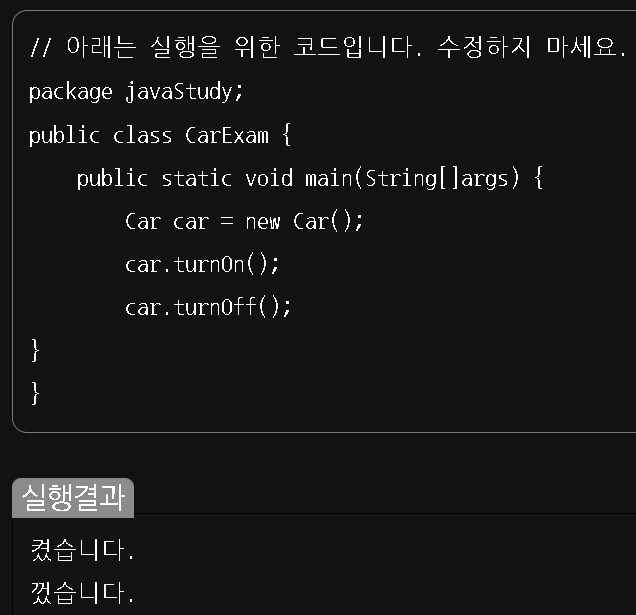 // 아래는 실행을 위한 코드입니다. 수정하지 마세요.
package javaStudy;
public class CarExam {
    public static void main(String[]args) {
        Car car = new Car();
        car.turnOn();
        car.turnOff();
}
}
실행결과
켰습니다.
껐습니다.